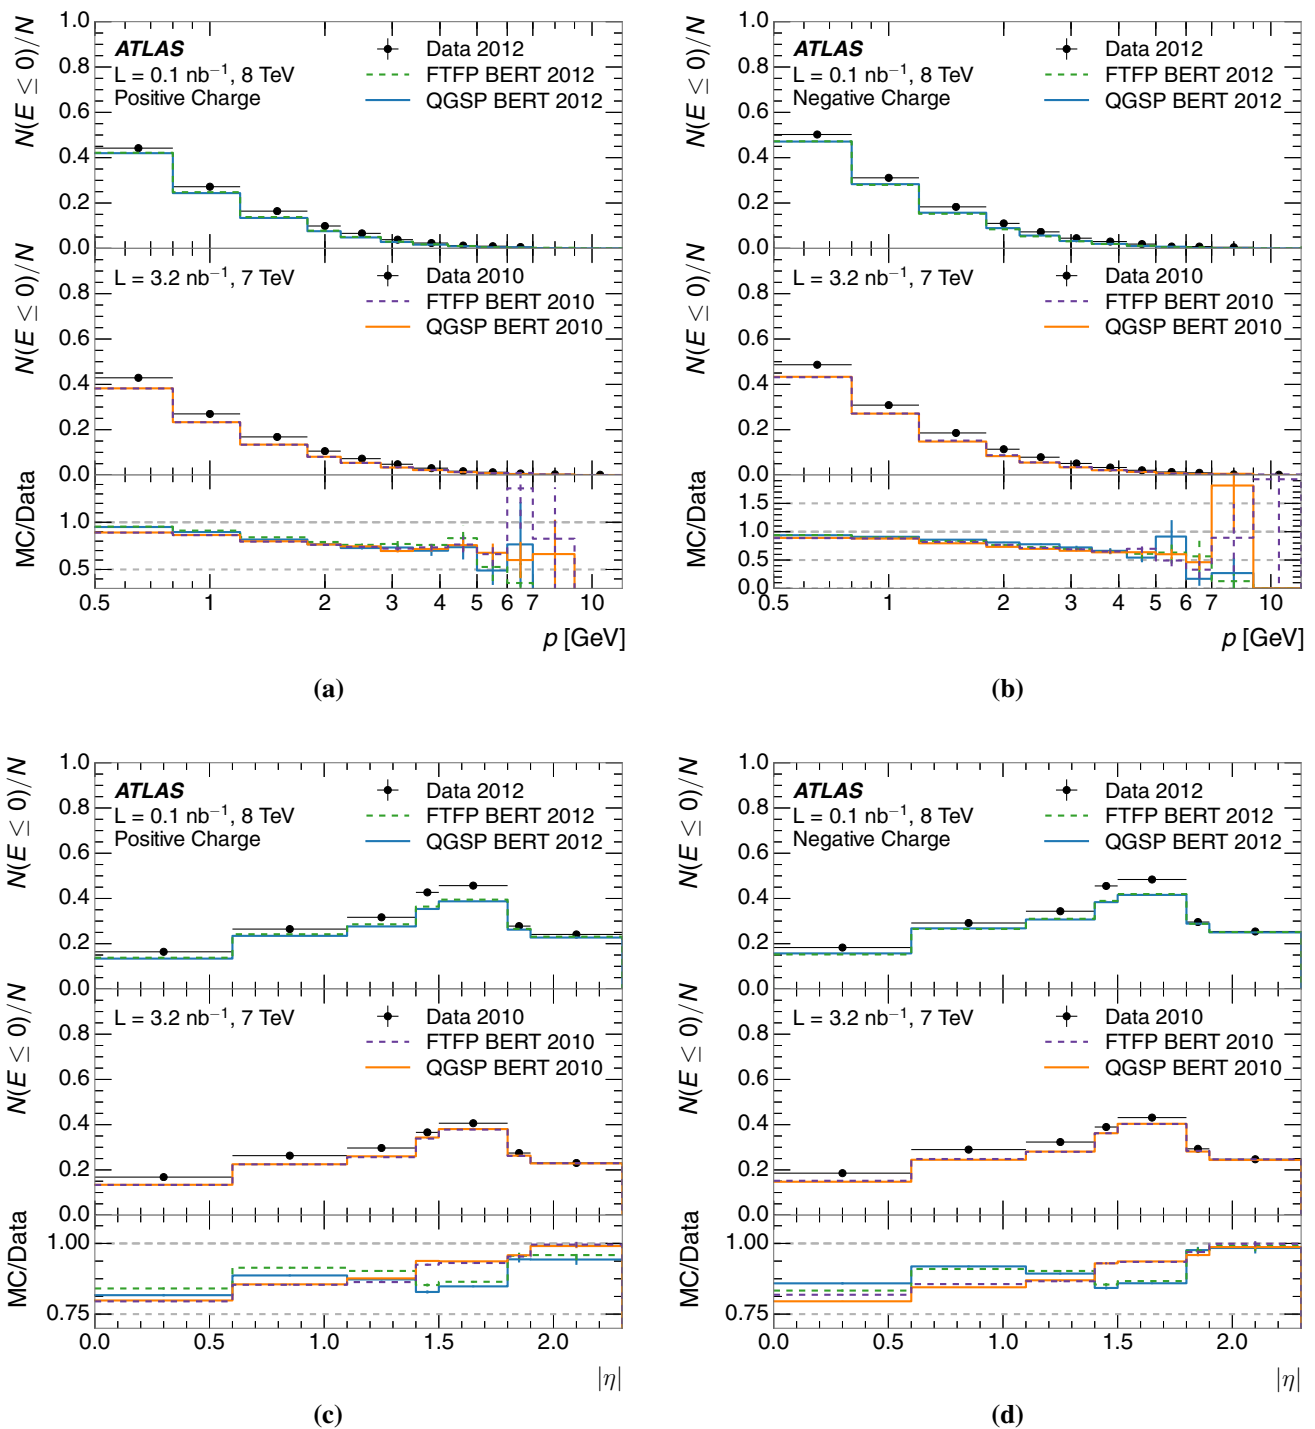 N(E ≤ 0)/N
1.0
0.8
0.6
0.4
0.2
0.0
ATLAS
L = 0.1 nb⁻¹, 8 TeV
Positive Charge
Data 2012
FTFP BERT 2012
QGSP BERT 2012
N(E ≤ 0)/N
0.8
0.6
0.4
0.2
0.0
L = 3.2 nb⁻¹, 7 TeV
Data 2010
FTFP BERT 2010
QGSP BERT 2010
MC/Data
1.0
0.5
0.5 1 2 3 4 5 6 7 10
p [GeV]
(a)
N(E ≤ 0)/N
1.0
0.8
0.6
0.4
0.2
0.0
ATLAS
L = 0.1 nb⁻¹, 8 TeV
Negative Charge
Data 2012
FTFP BERT 2012
QGSP BERT 2012
N(E ≤ 0)/N
0.8
0.6
0.4
0.2
0.0
L = 3.2 nb⁻¹, 7 TeV
Data 2010
FTFP BERT 2010
QGSP BERT 2010
MC/Data
1.5
1.0
0.5
0.0
0.5 1 2 3 4 5 6 7 10
p [GeV]
(b)
N(E ≤ 0)/N
1.0
0.8
0.6
0.4
0.2
0.0
ATLAS
L = 0.1 nb⁻¹, 8 TeV
Positive Charge
Data 2012
FTFP BERT 2012
QGSP BERT 2012
N(E ≤ 0)/N
0.8
0.6
0.4
0.2
0.0
L = 3.2 nb⁻¹, 7 TeV
Data 2010
FTFP BERT 2010
QGSP BERT 2010
MC/Data
1.00
0.75
0.0 0.5 1.0 1.5 2.0
|η|
(c)
N(E ≤ 0)/N
1.0
0.8
0.6
0.4
0.2
0.0
ATLAS
L = 0.1 nb⁻¹, 8 TeV
Negative Charge
Data 2012
FTFP BERT 2012
QGSP BERT 2012
N(E ≤ 0)/N
0.8
0.6
0.4
0.2
0.0
L = 3.2 nb⁻¹, 7 TeV
Data 2010
FTFP BERT 2010
QGSP BERT 2010
MC/Data
1.00
0.75
0.0 0.5 1.0 1.5 2.0
|η|
(d)